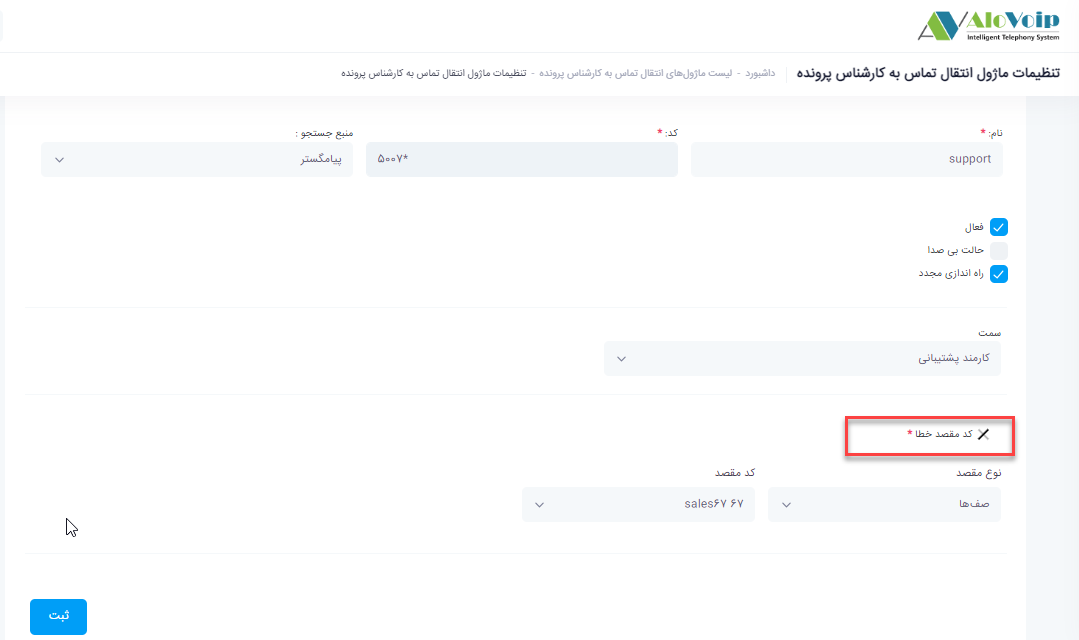 AloVoip
Intelligent Telephony System
تنظیمات ماژول انتقال تماس به کارشناس پرونده
داشبورد - لیست ماژول‌های انتقال تماس به کارشناس پرونده - تنظیمات ماژول انتقال تماس به کارشناس پرونده
نام: *
کد: *
منبع جستجو :
support
*۵۰۰۷
پیامگستر
فعال
حالت بی صدا
راه اندازی مجدد
سمت
کارمند پشتیبانی
کد مقصد خطا *
نوع مقصد
کد مقصد
صف‌ها
sales۶۷ ۶۷
ثبت